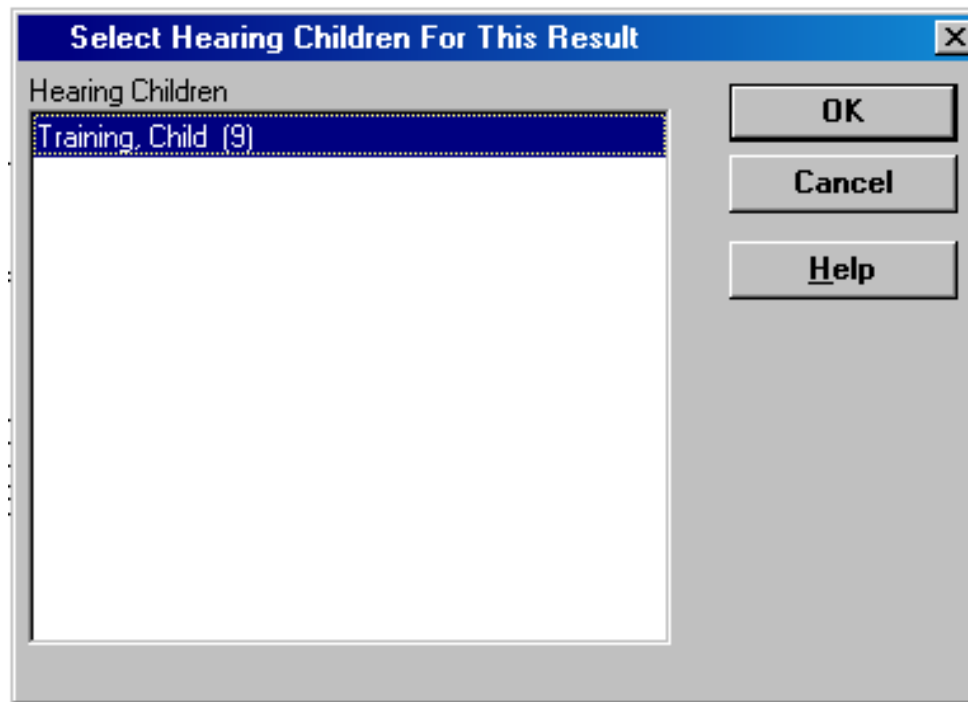 Select Hearing Children For This Result
Hearing Children
Training, Child (9)
OK
Cancel
Help